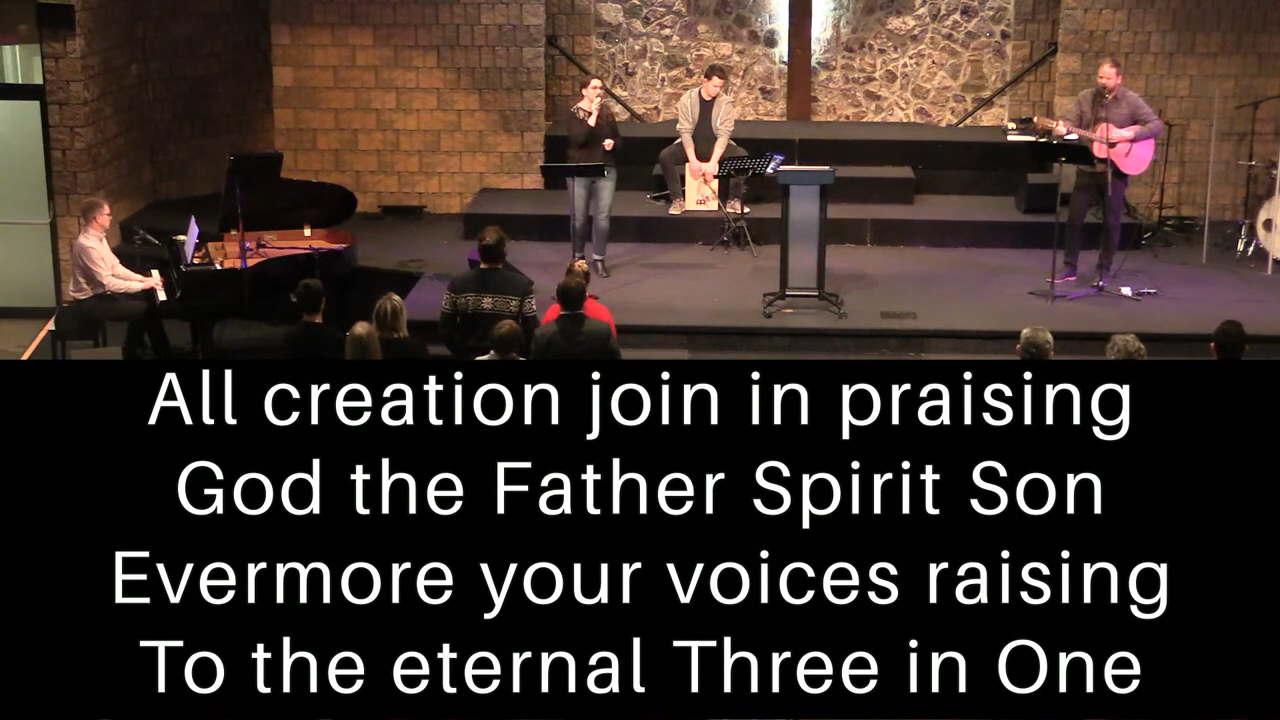 All creation join in praising
God the Father Spirit Son
Evermore your voices raising
To the eternal Three in One